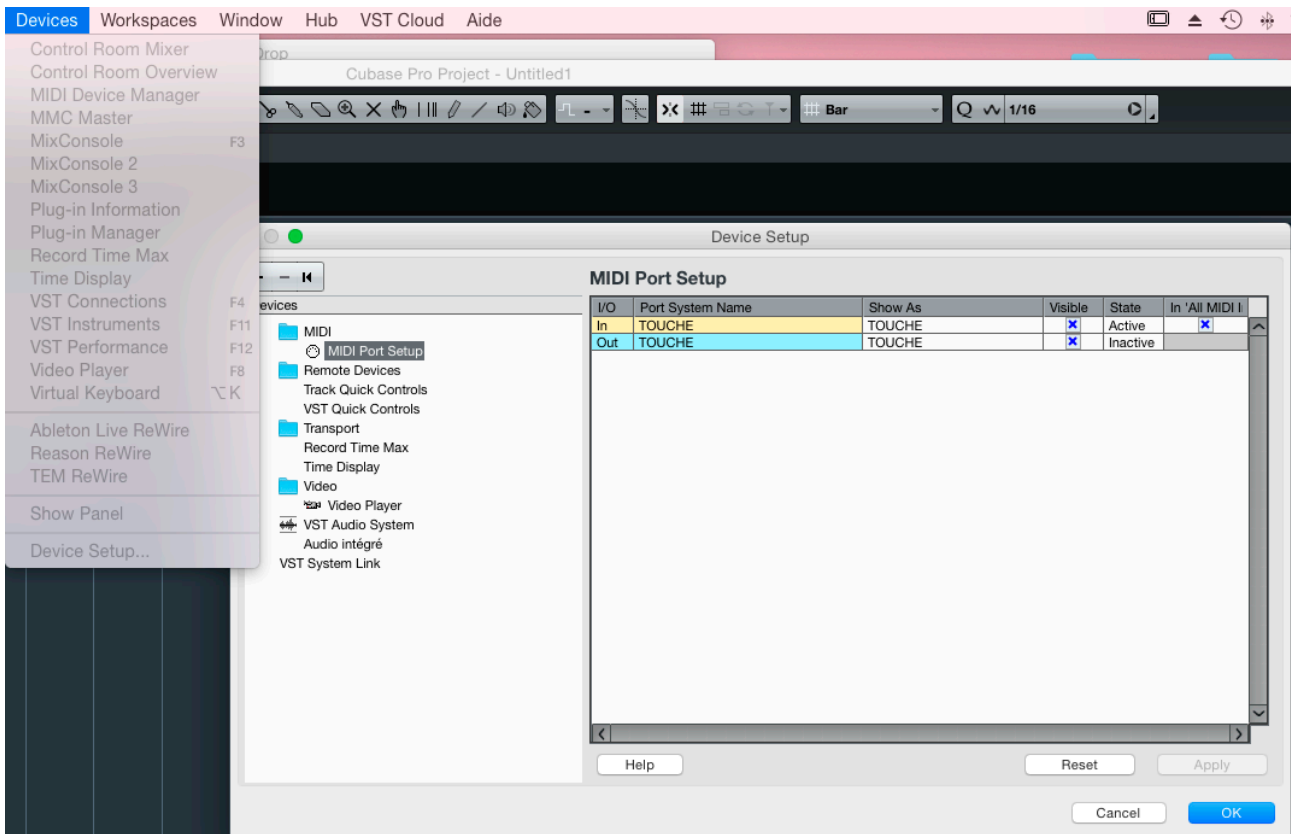 Devices Workspaces Window Hub VST Cloud Aide
Control Room Mixer
Control Room Overview
MIDI Device Manager
MMC Master
MixConsole F3
MixConsole 2
MixConsole 3
Plug-in Information
Plug-in Manager
Record Time Max
Time Display
VST Connections F4
VST Instruments F11
VST Performance F12
Video Player F8
Virtual Keyboard ⌥ K
Ableton Live ReWire
Reason ReWire
TEM ReWire
Show Panel
Device Setup...
Drop
Cubase Pro Project - Untitled1
Bar Q 1/16
Device Setup
evices
MIDI
MIDI Port Setup
Remote Devices
Track Quick Controls
VST Quick Controls
Transport
Record Time Max
Time Display
Video
Video Player
VST Audio System
Audio intégré
VST System Link
MIDI Port Setup
I/O Port System Name Show As Visible State In 'All MIDI I
In TOUCHE TOUCHE Active
Out TOUCHE TOUCHE Inactive
Help Reset Apply
Cancel OK